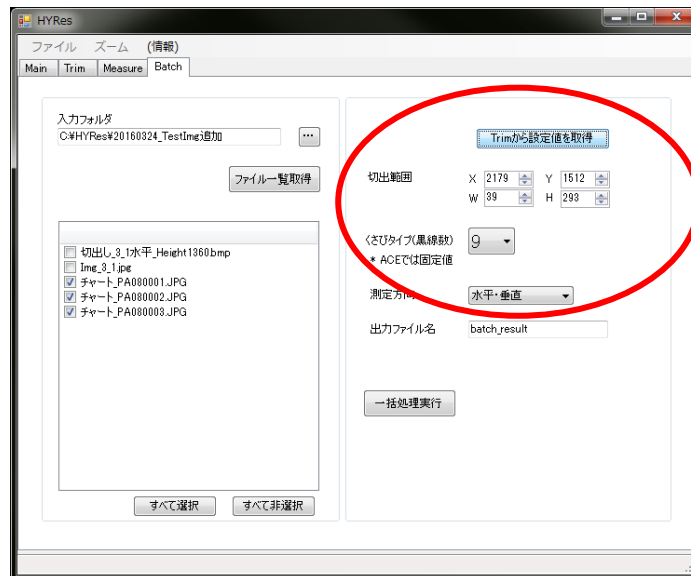 HYRes
ファイル ズーム (情報)
Main Trim Measure Batch
入力フォルダ
C:¥HYRes¥20160324_TestImg追加 ...
ファイル一覧取得
切出し_3_1水平_Height1360.bmp
Img_3_1.jpg
チャート_PA080001.JPG
チャート_PA080002.JPG
チャート_PA080003.JPG
すべて選択 すべて非選択
Trimから設定値を取得
切出範囲 X 2179 Y 1512
W 39 H 293
くさびタイプ(黒線数) 9
* ACEでは固定値
測定方向 水平・垂直
出力ファイル名 batch_result
一括処理実行